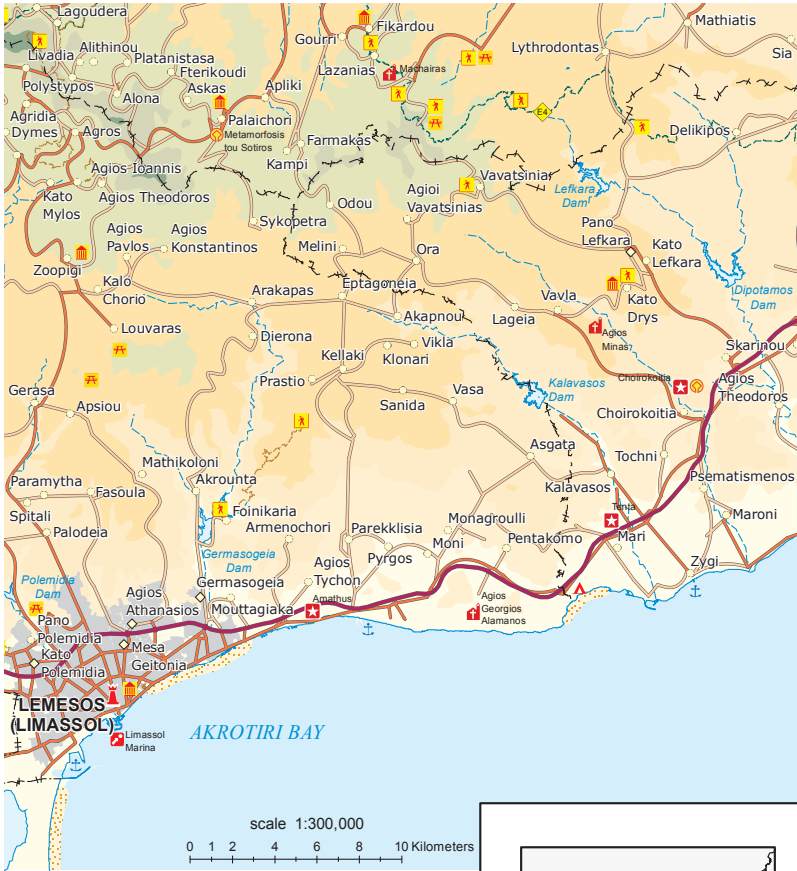 Lagoudera
Fikardou
Gourri
Mathiatis
Livadia
Alithinou
Platanistasa
Lythrodontas
Sia
Fterikoudi
Lazanias
Machairas
Polystypos
Askas
Apliki
Alona
Agridia
Palaichori
E4
Dymes
Agros
Metamorfosis
tou Sotiros
Farmakas
Delikipos
Agios Ioannis
Kampi
Vavatsinia
Kato
Mylos
Agios Theodoros
Odou
Agioi
Vavatsinias
Lefkara
Dam
Agios
Pavlos
Agios
Konstantinos
Sykopetra
Pano
Lefkara
Kato
Lefkara
Zoopigi
Melini
Ora
Kalo
Chorio
Arakapas
Eptagoneia
Dipotamos
Dam
Akapnou
Lageia
Vavla
Kato
Drys
Louvaras
Dierona
Agios
Minas
Vikla
Klonari
Kellaki
Skarinou
Prastio
Kalavasos
Dam
Choirokoitia
Agios
Theodoros
Gerasa
Apsiou
Sanida
Vasa
Choirokoitia
Asgata
Tochni
Mathikoloni
Paramytha
Akrounta
Kalavasos
Psematismenos
Fasoula
Spitali
Foinikaria
Tenta
Maroni
Palodeia
Armenochori
Monagroulli
Parekklisia
Moni
Pentakomo
Mari
Germasogeia
Dam
Pyrgos
Zygi
Polemidia
Dam
Agios
Tychon
Germasogeia
Agios
Athanasios
Mouttagiaka
Amathus
Agios
Georgios
Alamanos
Pano
Polemidia
Kato
Polemidia
Mesa
Geitonia
LEMESOS
(LIMASSOL)
Limassol
Marina
AKROTIRI BAY
scale 1:300,000
0 1 2 4 6 8 10 Kilometers